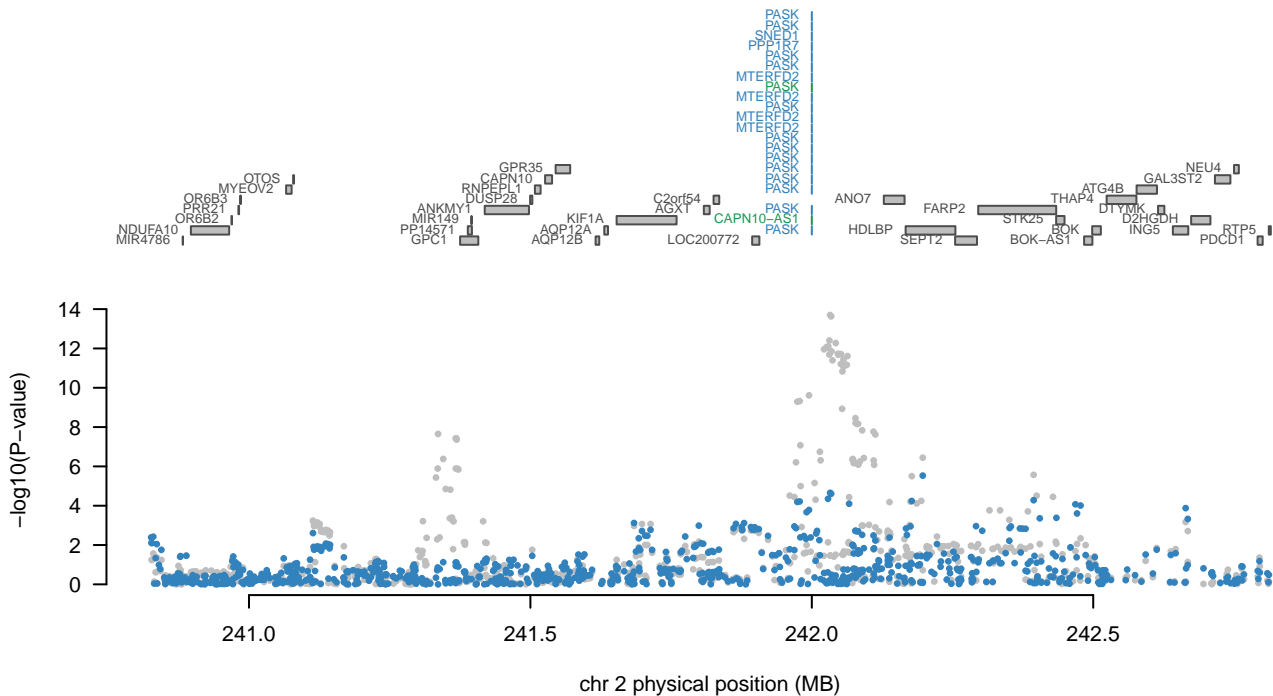 PASK
PASK
SNED1
PPP1R7
PASK
PASK
MTERFD2
PASK
MTERFD2
PASK
MTERFD2
MTERFD2
PASK
PASK
PASK
GPR35 PASK NEU4
OTOS CAPN10 PASK GAL3ST2
MYEOV2 RNPEPL1 PASK ATG4B
OR6B3 DUSP28 C2orf54 ANO7 THAP4
PRR21 ANKMY1 AGXT PASK FARP2 DTYMK
OR6B2 MIR149 KIF1A CAPN10−AS1 STK25 D2HGDH
NDUFA10 PP14571 AQP12A PASK HDLBP BOK ING5 RTP5
MIR4786 GPC1 AQP12B LOC200772 SEPT2 BOK−AS1 PDCD1
14
12
10
8
6
4
2
0
−log10(P−value)
241.0 241.5 242.0 242.5
chr 2 physical position (MB)